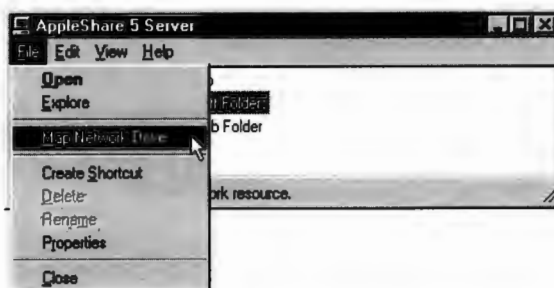 AppleShare 5 Server
File Edit View Help
Open
Explore
Map Network Drive
Create Shortcut
Delete
Rename
Properties
Close
Folders
b Folder
ork resource.